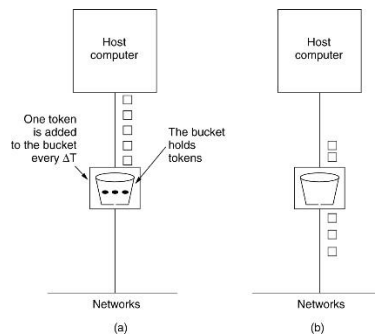 Host
computer
One token
is added
to the bucket
every ΔT
The bucket
holds
tokens
Networks
(a)
Host
computer
Networks
(b)